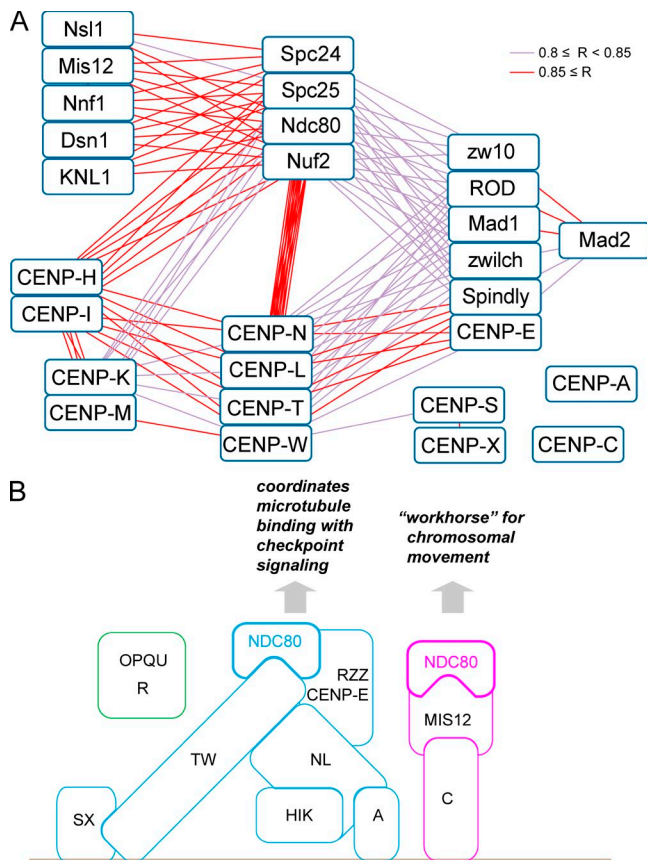 A
Nsl1
Mis12
Nnf1
Dsn1
KNL1
Spc24
Spc25
Ndc80
Nuf2
0.8 ≤ R < 0.85
0.85 ≤ R
zw10
ROD
Mad1
zwilch
Spindly
CENP-E
Mad2
CENP-H
CENP-I
CENP-K
CENP-M
CENP-N
CENP-L
CENP-T
CENP-W
CENP-S
CENP-X
CENP-A
CENP-C
B
coordinates
microtubule
binding with
checkpoint
signaling
“workhorse” for
chromosomal
movement
OPQU
R
NDC80
RZZ
CENP-E
TW
NL
SX
HIK
A
NDC80
MIS12
C